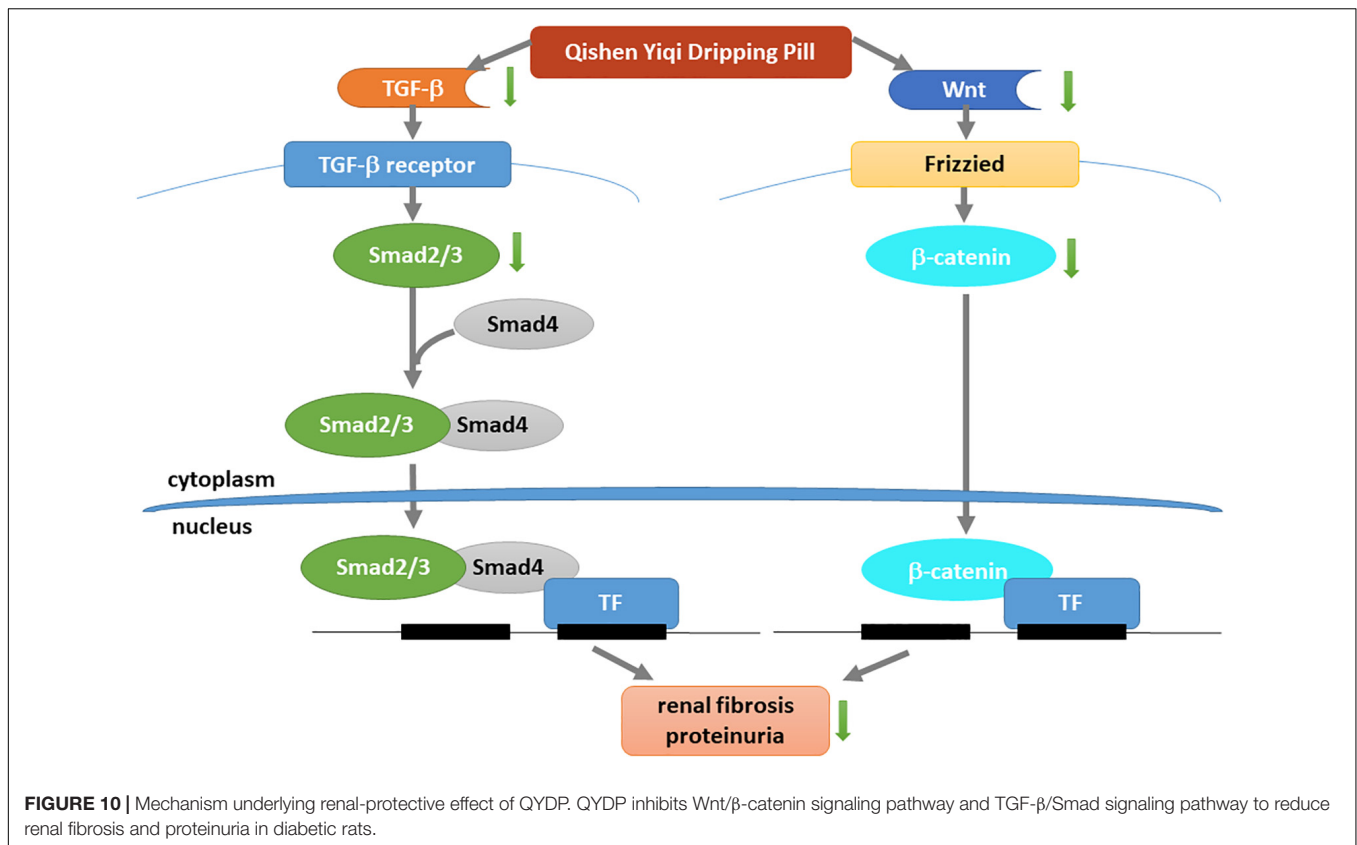 Qishen Yiqi Dripping Pill
TGF-β
Wnt
TGF-β receptor
Frizzied
Smad2/3
β-catenin
Smad4
Smad2/3
Smad4
cytoplasm
nucleus
Smad2/3
Smad4
β-catenin
TF
TF
renal fibrosis
proteinuria
FIGURE 10 | Mechanism underlying renal-protective effect of QYDP. QYDP inhibits Wnt/β-catenin signaling pathway and TGF-β/Smad signaling pathway to reduce
renal fibrosis and proteinuria in diabetic rats.